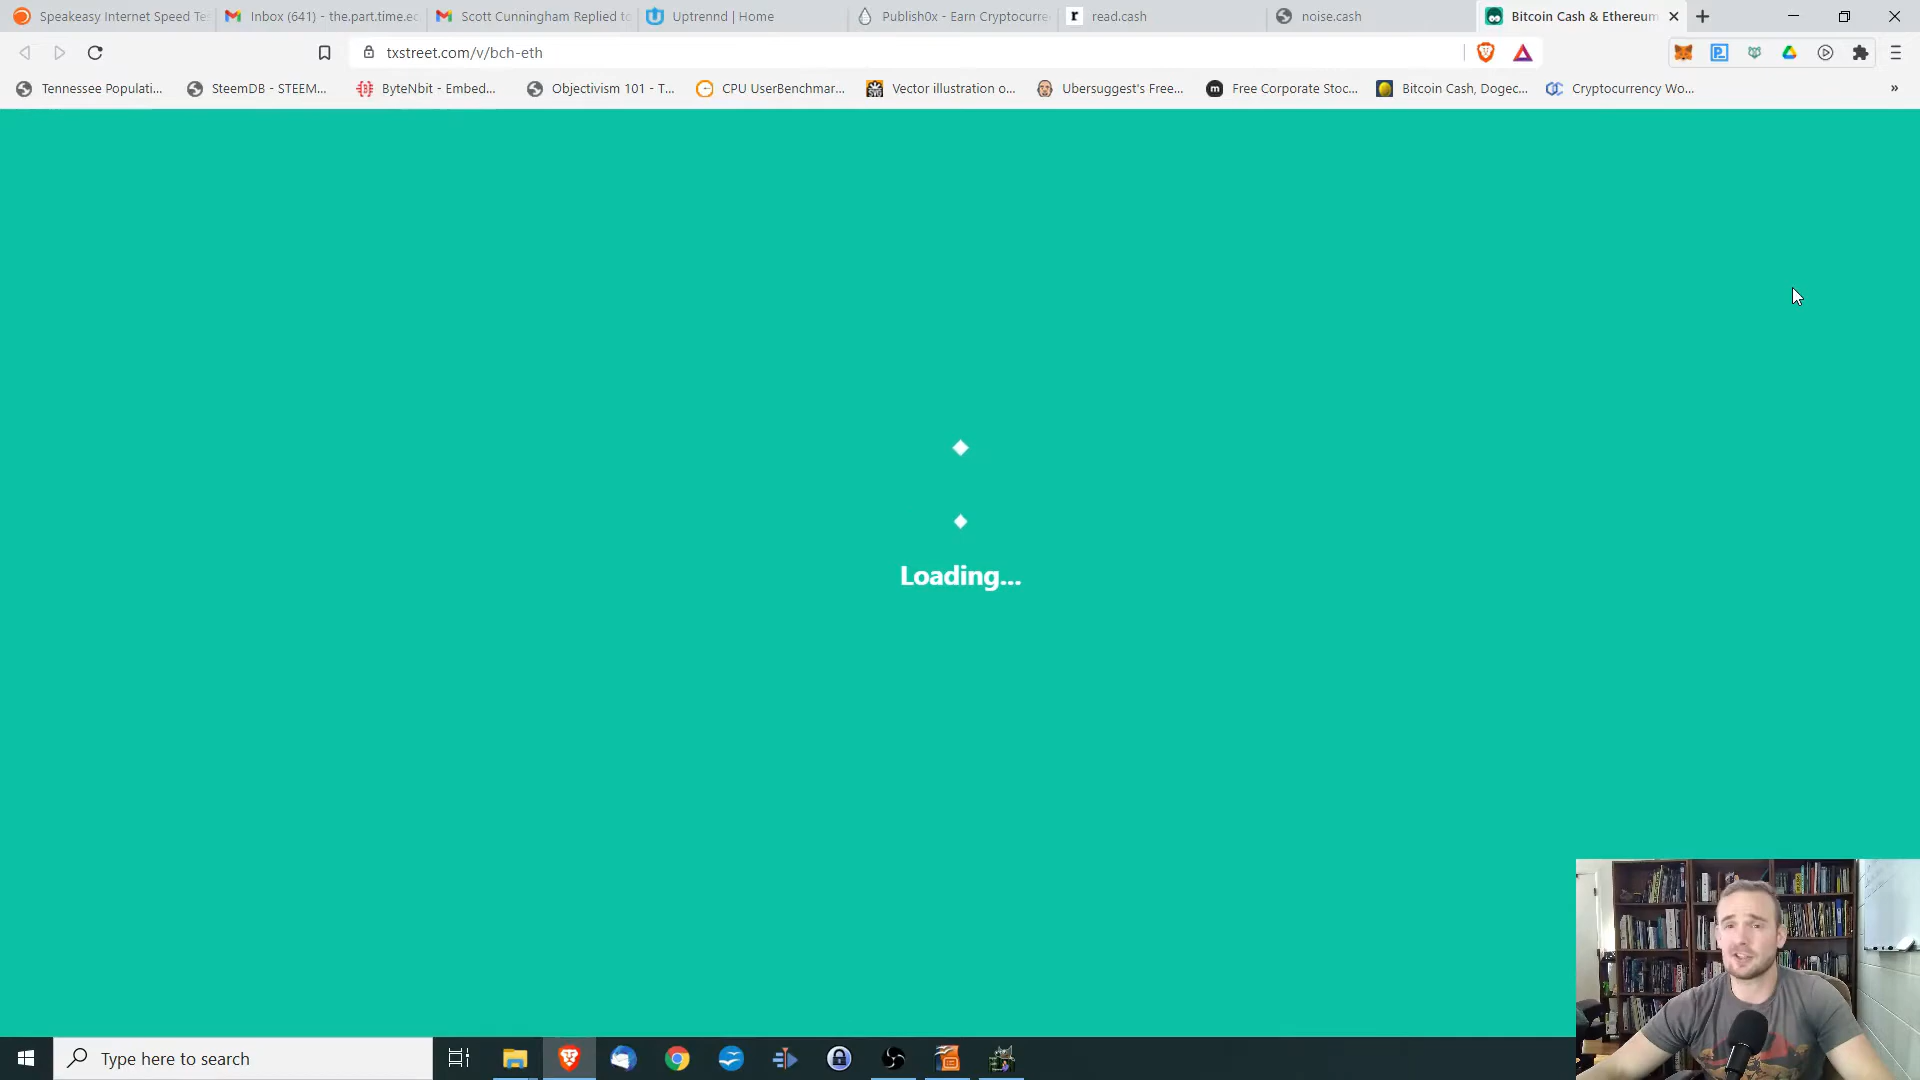 Speakeasy Internet Speed Te
Inbox (641) - the.part.time.ec
Scott Cunningham Replied to
Uptrennd | Home
Publish0x - Earn Cryptocurre
read.cash
noise.cash
Bitcoin Cash & Ethereum
txstreet.com/v/bch-eth
Tennessee Populati...
SteemDB - STEEM...
ByteNbit - Embed...
Objectivism 101 - T...
CPU UserBenchmar...
Vector illustration o...
Ubersuggest's Free...
Free Corporate Stoc...
Bitcoin Cash, Dogec...
Cryptocurrency Wo...
Loading...
Type here to search